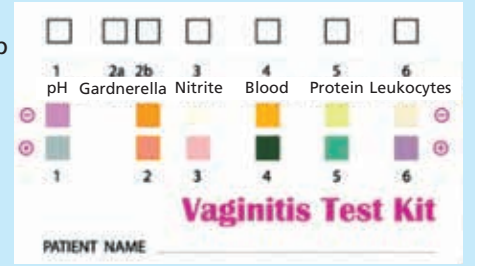 1 2a 2b 3 4 5 6
pH Gardnerella Nitrite Blood Protein Leukocytes
⊖ ⊖
⊕ ⊕
1 2 3 4 5 6
Vaginitis Test Kit
PATIENT NAME